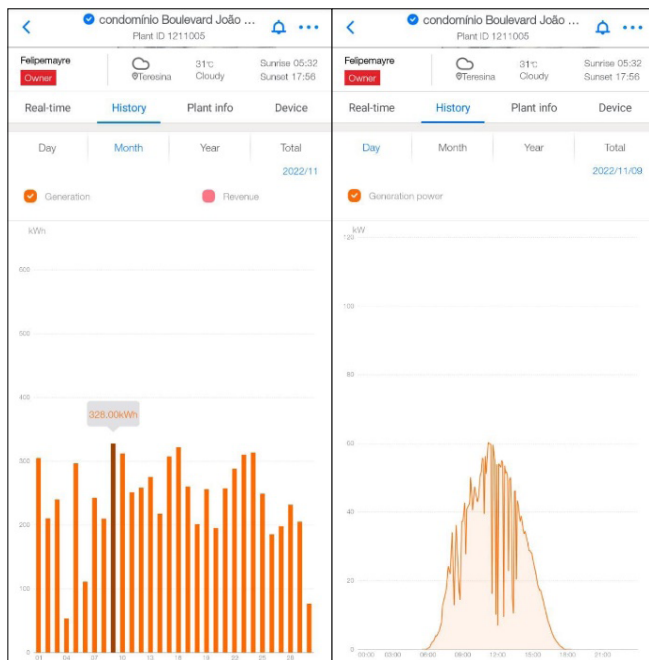 condomínio Boulevard João ...
Plant ID 1211005
Felipemayre
Owner
Teresina
31°C
Cloudy
Sunrise 05:32
Sunset 17:56
Real-time
History
Plant info
Device
Day
Month
Year
Total
2022/11
Generation
Revenue
kWh
600
500
400
328.00kWh
300
200
100
0
01
04
07
10
13
16
19
22
25
28
condomínio Boulevard João ...
Plant ID 1211005
Felipemayre
Owner
Teresina
31°C
Cloudy
Sunrise 05:32
Sunset 17:56
Real-time
History
Plant info
Device
Day
Month
Year
Total
2022/11/09
Generation power
kW
120
100
80
60
40
20
0
00:00
03:00
06:00
09:00
12:00
15:00
18:00
21:00